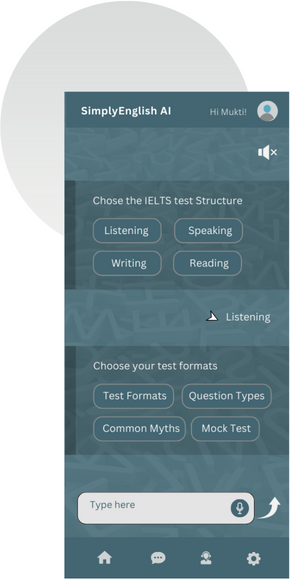 SimplyEnglish AI
Hi Mukti!
Chose the IELTS test Structure
Listening
Speaking
Writing
Reading
Listening
Choose your test formats
Test Formats
Question Types
Common Myths
Mock Test
Type here